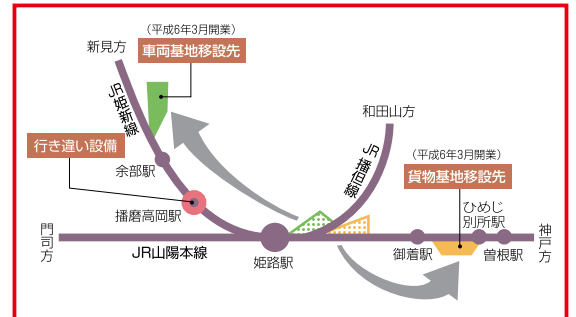 （平成6年3月開業）
車両基地移設先
新見方
JR姫新線
行き違い設備
余部駅
播磨高岡駅
和田山方
JR播但線
（平成6年3月開業）
貨物基地移設先
ひめじ
別所駅
門司方
JR山陽本線
姫路駅
御着駅
曽根駅
神戸方